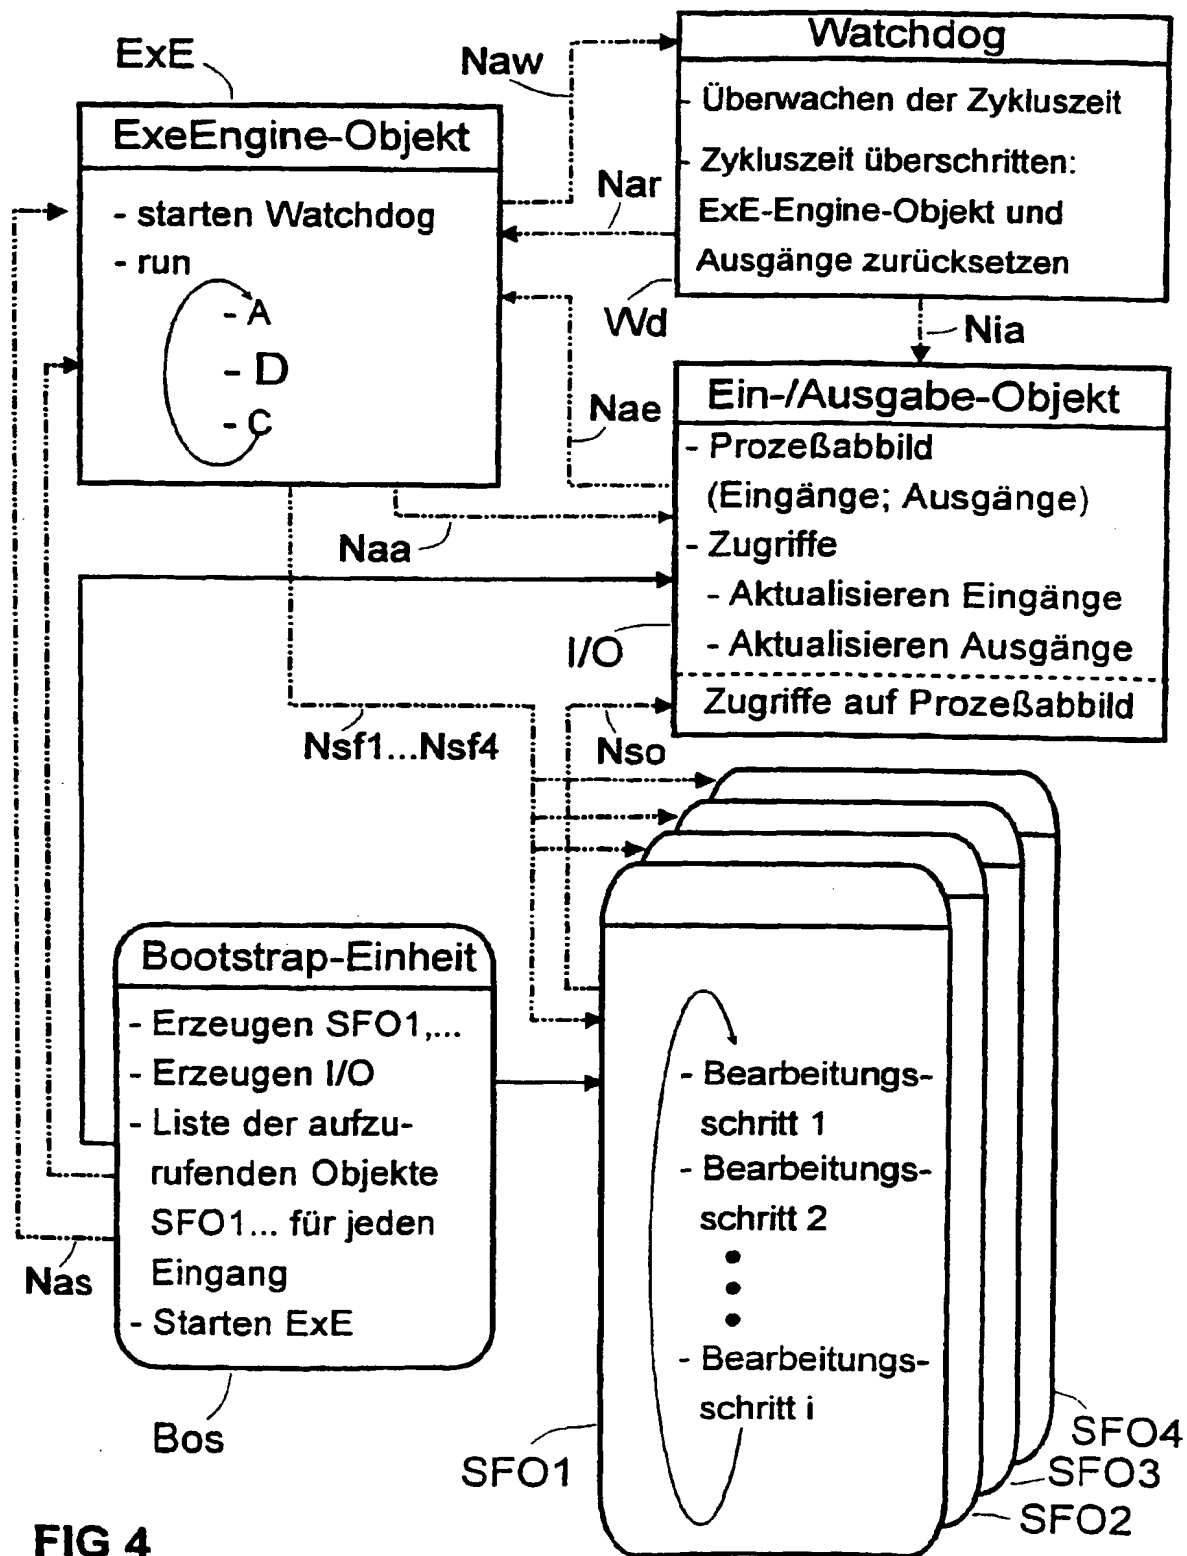 ExE
ExeEngine-Objekt
- starten Watchdog
- run
- A
- D
- C
Naw
Nar
Nae
Naa
Watchdog
- Überwachen der Zykluszeit
- Zykluszeit überschritten:
ExE-Engine-Objekt und
Ausgänge zurücksetzen
Wd
Nia
Ein-/Ausgabe-Objekt
- Prozeßabbild
(Eingänge; Ausgänge)
- Zugriffe
- Aktualisieren Eingänge
- Aktualisieren Ausgänge
Zugriffe auf Prozeßabbild
I/O
Nsf1...Nsf4
Nso
Bootstrap-Einheit
- Erzeugen SFO1,...
- Erzeugen I/O
- Liste der aufzu-
rufenden Objekte
SFO1... für jeden
Eingang
- Starten ExE
Nas
Bos
- Bearbeitungs-
schritt 1
- Bearbeitungs-
schritt 2
- Bearbeitungs-
schritt i
SFO1
SFO4
SFO3
SFO2
FIG 4